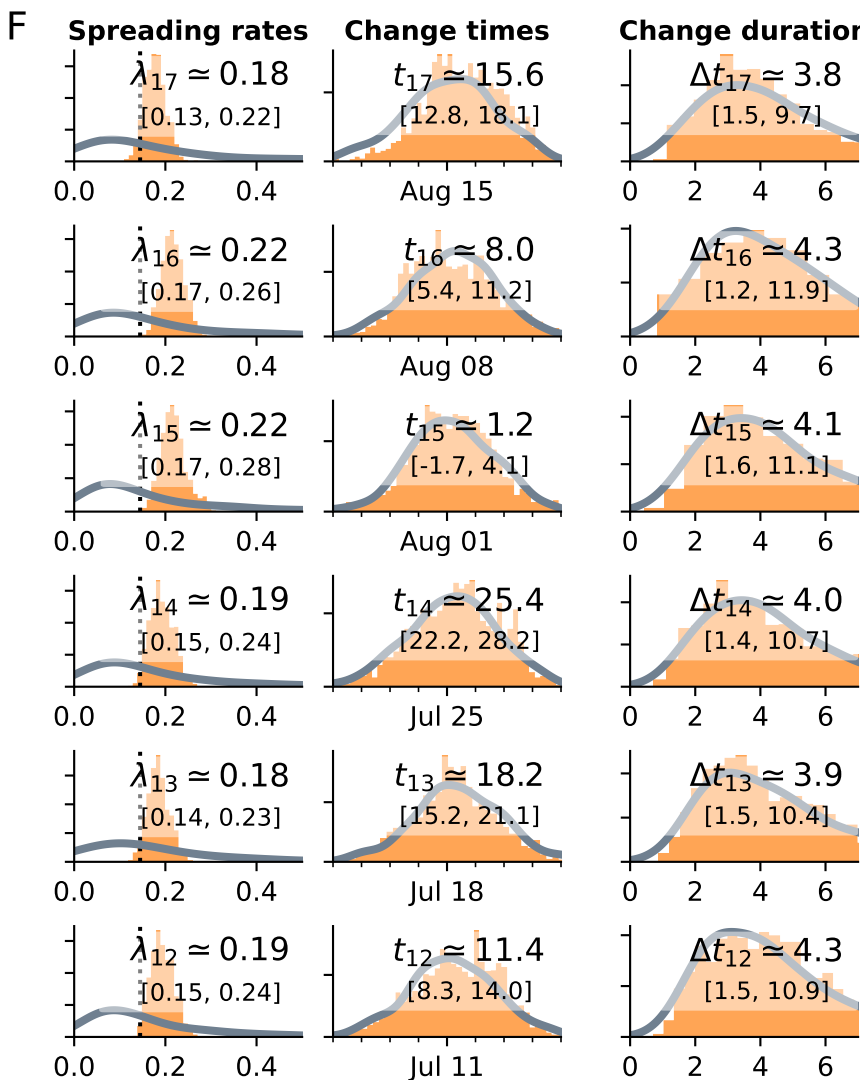 F
Spreading rates Change times Change duration
λ17 ≃ 0.18 t17 ≃ 15.6 Δt17 ≃ 3.8
[0.13, 0.22] [12.8, 18.1] [1.5, 9.7]
0.0 0.2 0.4 Aug 15 2 4 6
λ16 ≃ 0.22 t16 ≃ 8.0 Δt16 ≃ 4.3
[0.17, 0.26] [5.4, 11.2] [1.2, 11.9]
0.0 0.2 0.4 Aug 08 0 2 4 6
λ15 ≃ 0.22 t15 ≃ 1.2 Δt15 ≃ 4.1
[0.17, 0.28] [-1.7, 4.1] [1.6, 11.1]
0.0 0.2 0.4 Aug 01 0 2 4 6
λ14 ≃ 0.19 t14 ≃ 25.4 Δt14 ≃ 4.0
[0.15, 0.24] [22.2, 28.2] [1.4, 10.7]
0.0 0.2 0.4 Jul 25 0 2 4 6
λ13 ≃ 0.18 t13 ≃ 18.2 Δt13 ≃ 3.9
[0.14, 0.23] [15.2, 21.1] [1.5, 10.4]
0.0 0.2 0.4 Jul 18 0 2 4 6
λ12 ≃ 0.19 t12 ≃ 11.4 Δt12 ≃ 4.3
[0.15, 0.24] [8.3, 14.0] [1.5, 10.9]
0.0 0.2 0.4 Jul 11 0 2 4 6